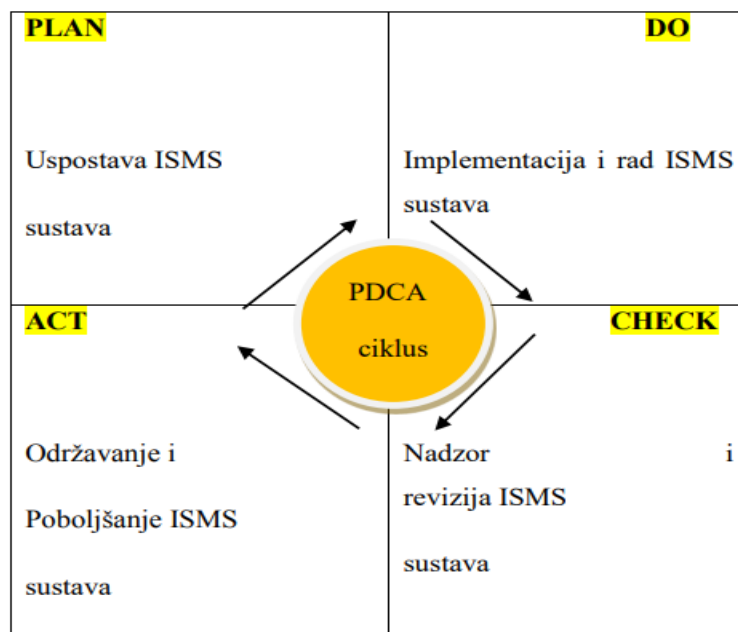 PLAN
Uspostava ISMS
sustava
DO
Implementacija i rad ISMS
sustava
PDCA
ciklus
ACT
Održavanje i
Poboljšanje ISMS
sustava
CHECK
Nadzor i
revizija ISMS
sustava